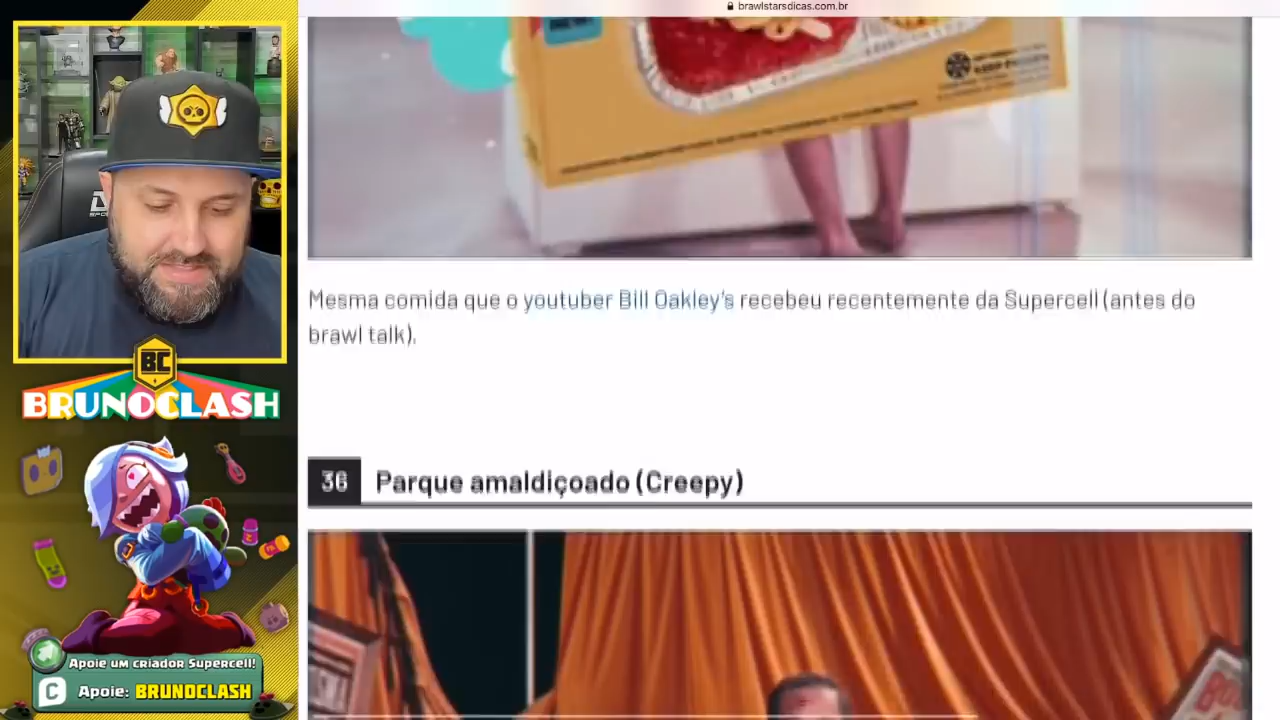 brawlstarsdicas.com.br
Mesma comida que o youtuber Bill Oakley's recebeu recentemente da Supercell (antes do
brawl talk).
BC
BRUNOCLASH
36 Parque amaldiçoado (Creepy)
Apoie um criador Supercell!
C Apoie: BRUNOCLASH